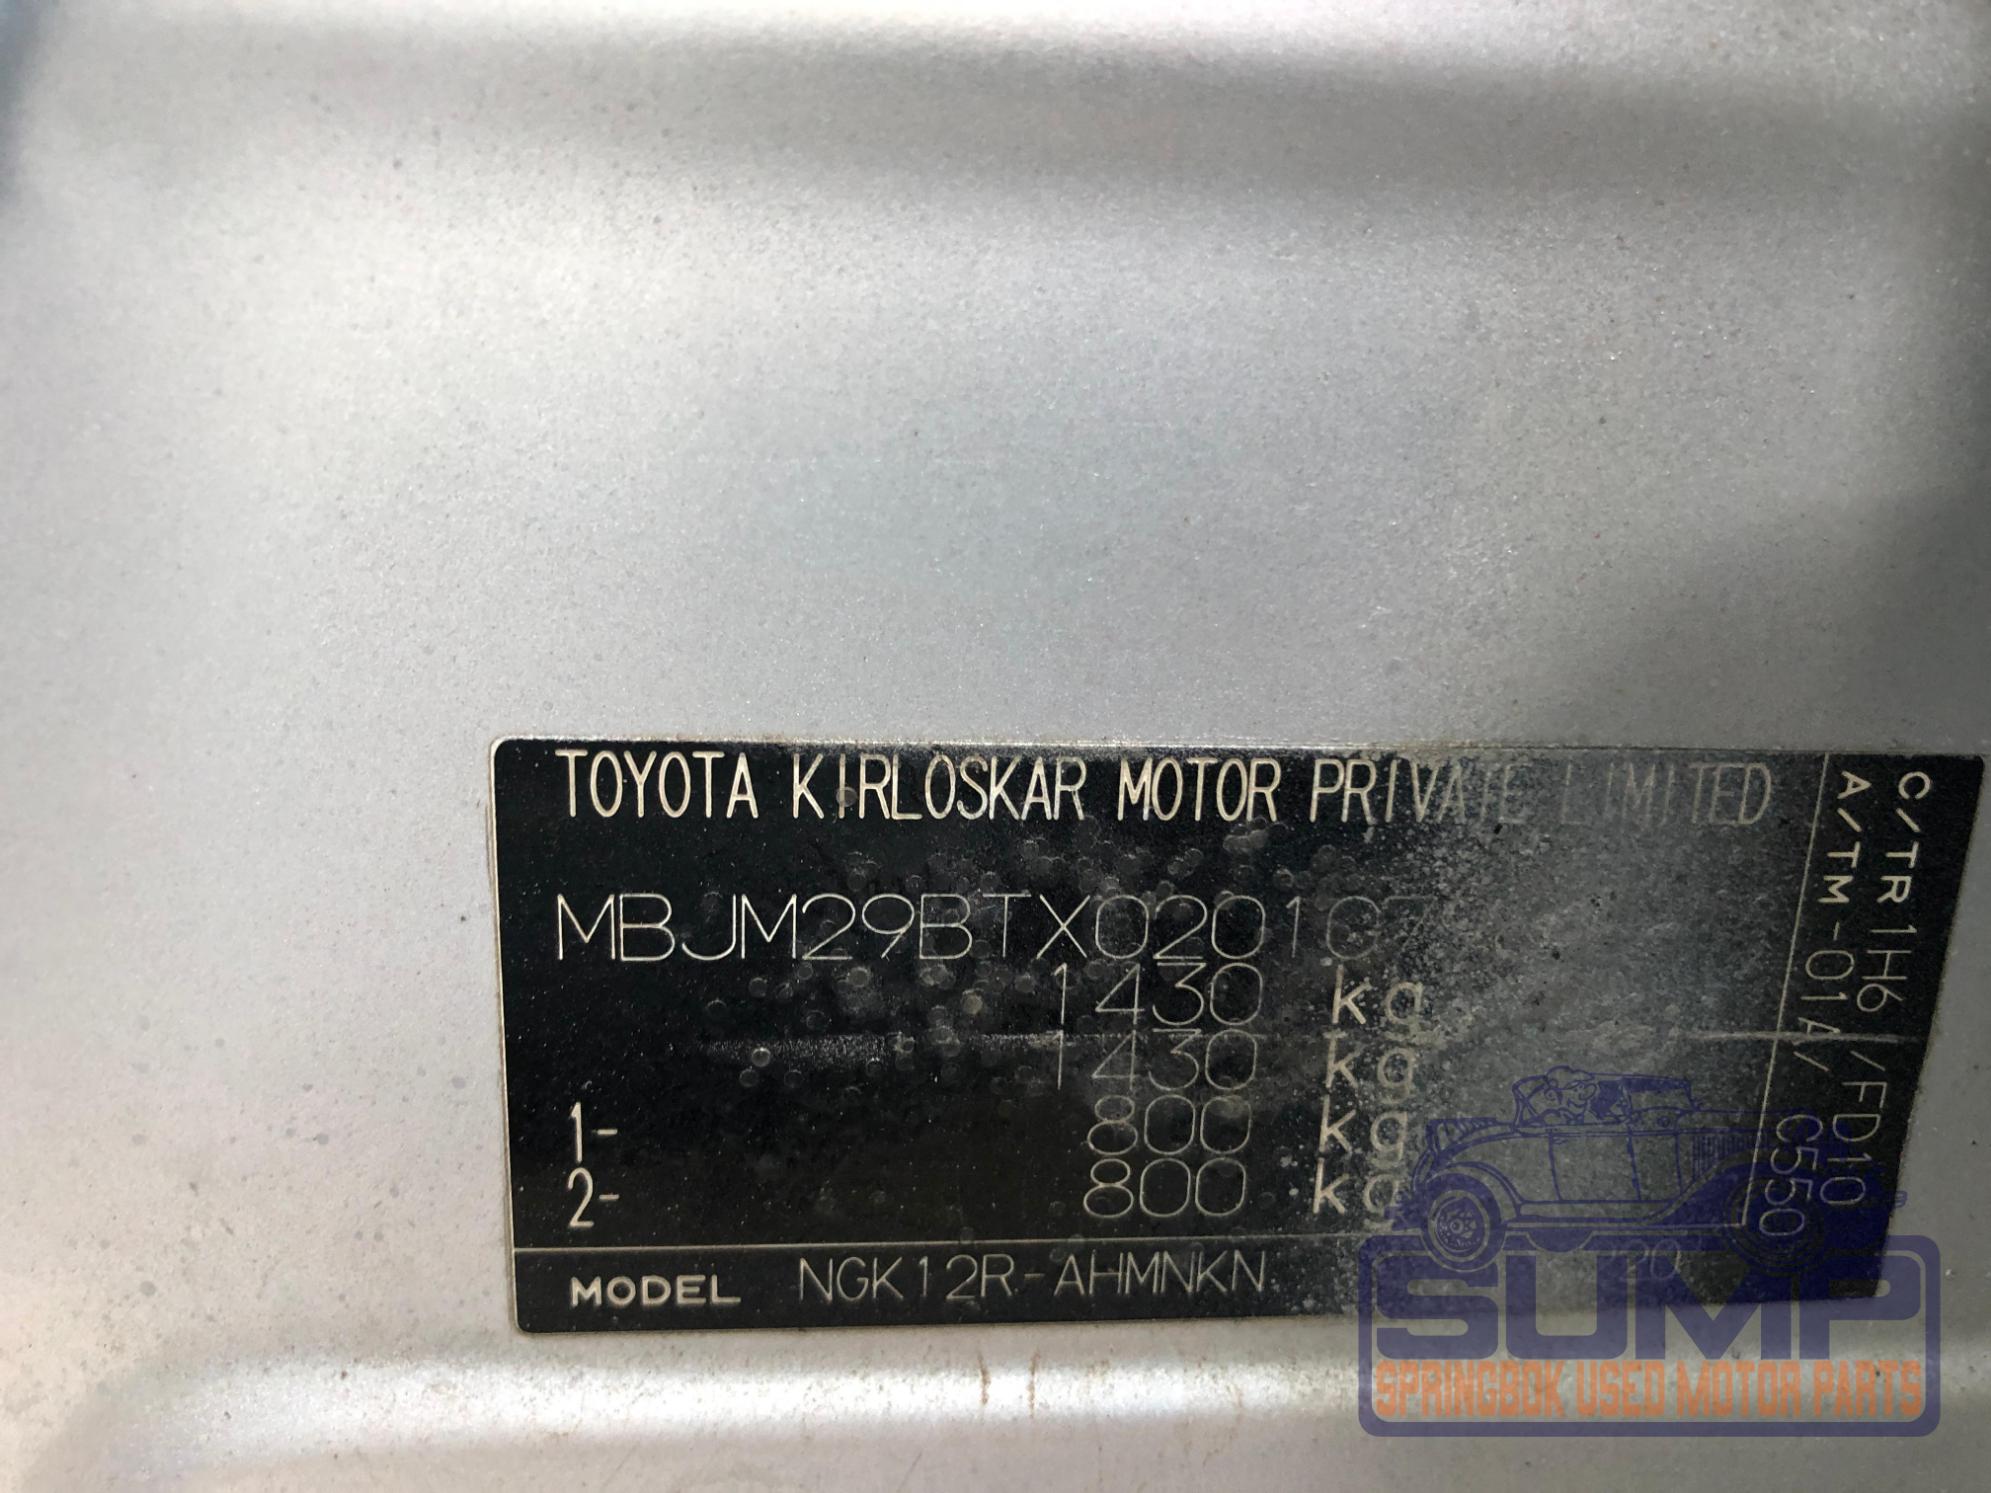 TOYOTA KIRLOSKAR MOTOR PRIVATE LIMITED
1430 kg
1430 kg
1- 800 kg
2- 800 kg
MODEL NGK12R-AHMNKN
C/TR 1H6 /FD10
A/TM -01A/ C550
SUMP
SPRINGBOK USED MOTOR PARTS